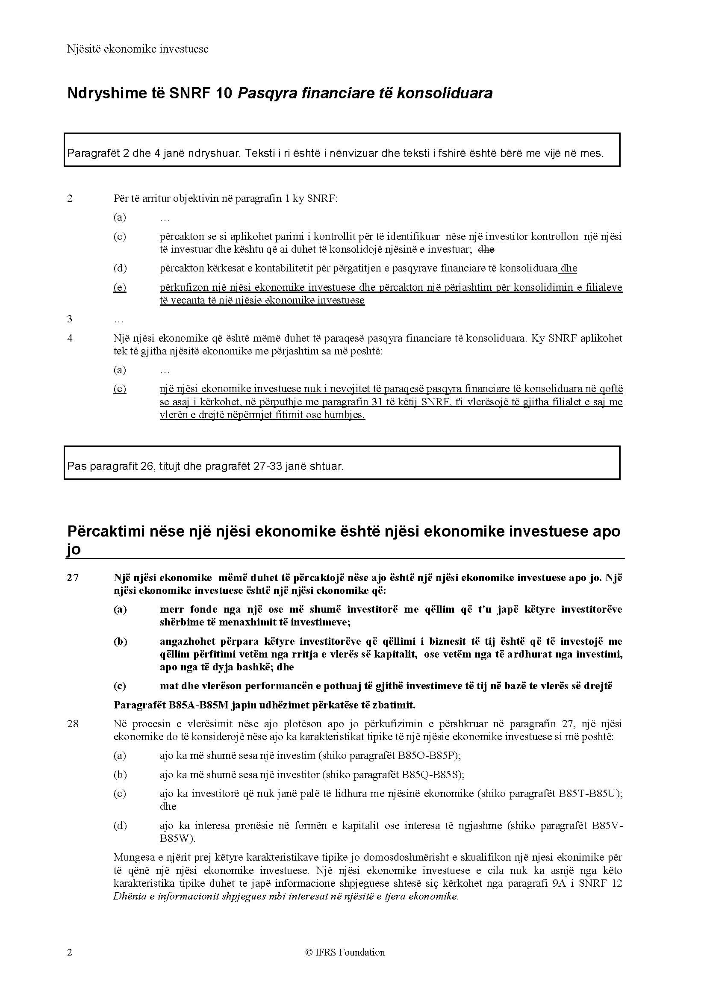 Njësitë ekonomike investuese
Ndryshime të SNRF 10 Pasqyra financiare të konsoliduara
Paragrafët 2 dhe 4 janë ndryshuar. Teksti i ri është i nënvizuar dhe teksti i fshirë është bërë me vijë në mes.
2 Për të arritur objektivin në paragrafin 1 ky SNRF:
(a) …
(c) përcakton se si aplikohet parimi i kontrollit për të identifikuar nëse një investitor kontrollon një njësi
të investuar dhe kështu që ai duhet të konsolidojë njësinë e investuar; dhe
(d) përcakton kërkesat e kontabilitetit për përgatitjen e pasqyrave financiare të konsoliduara dhe
(e) përkufizon një njësi ekonomike investuese dhe përcakton një përjashtim për konsolidimin e filialeve
të veçanta të një njësie ekonomike investuese
3 …
4 Një njësi ekonomike që është mëmë duhet të paraqesë pasqyra financiare të konsoliduara. Ky SNRF aplikohet
tek të gjitha njësitë ekonomike me përjashtim sa më poshtë:
(a) …
(c) një njësi ekonomike investuese nuk i nevojitet të paraqesë pasqyra financiare të konsoliduara në qoftë
se asaj i kërkohet, në përputhje me paragrafin 31 të këtij SNRF, t'i vlerësojë të gjitha filialet e saj me
vlerën e drejtë nëpërmjet fitimit ose humbjes.
Pas paragrafit 26, titujt dhe pragrafët 27-33 janë shtuar.
Përcaktimi nëse një njësi ekonomike është njësi ekonomike investuese apo
jo
27 Një njësi ekonomike mëmë duhet të përcaktojë nëse ajo është një njësi ekonomike investuese apo jo. Një
njësi ekonomike investuese është një njësi ekonomike që:
(a) merr fonde nga një ose më shumë investitorë me qëllim që t'u japë këtyre investitorëve
shërbime të menaxhimit të investimeve;
(b) angazhohet përpara këtyre investitorëve që qëllimi i biznesit të tij është që të investojë me
qëllim përfitimi vetëm nga rritja e vlerës së kapitalit, ose vetëm nga të ardhurat nga investimi,
apo nga të dyja bashkë; dhe
(c) mat dhe vlerëson performancën e pothuaj të gjithë investimeve të tij në bazë te vlerës së drejtë
Paragrafët B85A-B85M japin udhëzimet përkatëse të zbatimit.
28 Në procesin e vlerësimit nëse ajo plotëson apo jo përkufizimin e përshkruar në paragrafin 27, një njësi
ekonomike do të konsiderojë nëse ajo ka karakteristikat tipike të një njësie ekonomike investuese si më poshtë:
(a) ajo ka më shumë sesa një investim (shiko paragrafët B85O-B85P);
(b) ajo ka më shumë sesa një investitor (shiko paragrafët B85Q-B85S);
(c) ajo ka investitorë që nuk janë palë të lidhura me njësinë ekonomike (shiko paragrafët B85T-B85U);
dhe
(d) ajo ka interesa pronësie në formën e kapitalit ose interesa të ngjashme (shiko paragrafët B85V-
B85W).
Mungesa e njërit prej këtyre karakteristikave tipike jo domosdoshmërisht e skualifikon një njesi ekonimike për
të qënë një njësi ekonomike investuese. Një njësi ekonomike investuese e cila nuk ka asnjë nga këto
karakteristika tipike duhet te japë informacione shpjeguese shtesë siç kërkohet nga paragrafi 9A i SNRF 12
Dhënia e informacionit shpjegues mbi interesat në njësitë e tjera ekonomike.
2 © IFRS Foundation